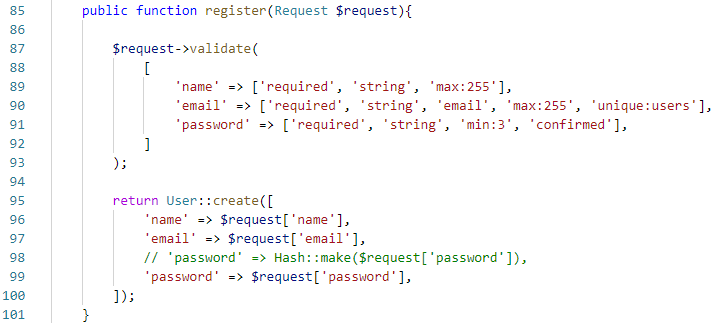 85 public function register(Request $request){
86
87 $request->validate(
88 [
89 'name' => ['required', 'string', 'max:255'],
90 'email' => ['required', 'string', 'email', 'max:255', 'unique:users'],
91 'password' => ['required', 'string', 'min:3', 'confirmed'],
92 ]
93 );
94
95 return User::create([
96 'name' => $request['name'],
97 'email' => $request['email'],
98 // 'password' => Hash::make($request['password']),
99 'password' => $request['password'],
100 ]);
101 }